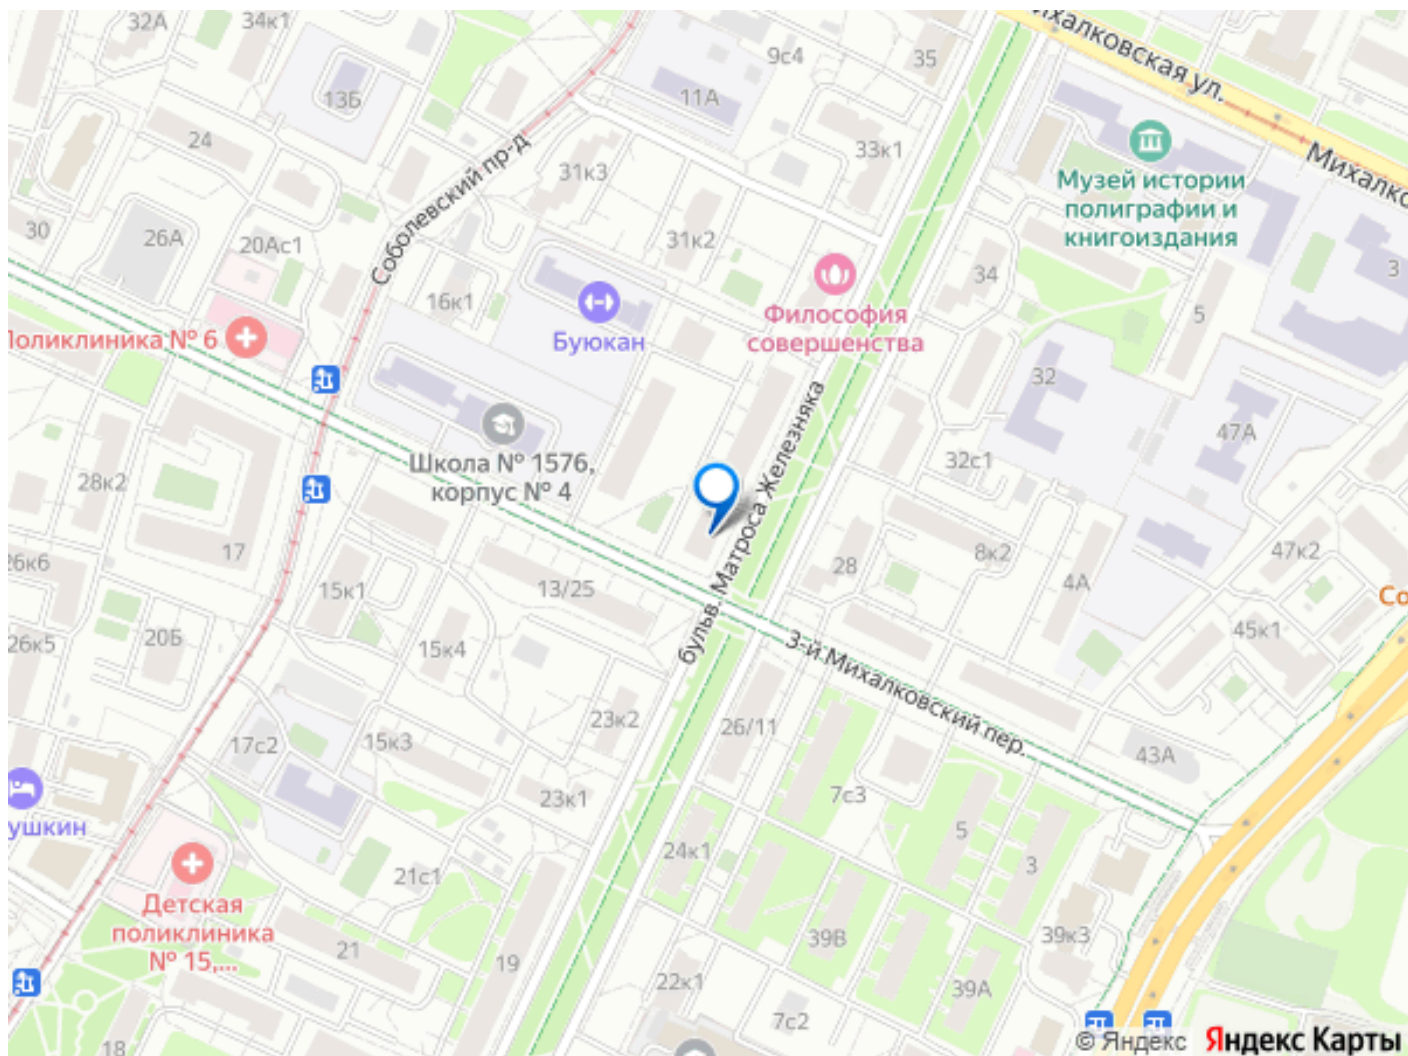 32А
34к1
9с4
35
Михалковская ул.
13Б
11А
24
Соболевский пр-д
31к3
33к1
Михалко
Музей истории
полиграфии и
книгоиздания
30
26А
20Ас1
31к2
34
3
16к1
Философия
совершенства
5
Поликлиника № 6
Буюкан
32
47А
Школа № 1576,
корпус № 4
бульв. Матроса Железняка
32с1
28к2
17
26к6
15к1
13/25
28
8к2
4А
47к2
Со
26к5
20Б
15к4
45к1
3-й Михалковский пер.
17с2
15к3
23к2
26/11
43А
23к1
7с3
ушкин
5
3
24к1
21с1
Детская
поликлиника
№ 15,...
21
19
39В
39к3
22к1
39А
7с2
18
© Яндекс Яндекс Карты